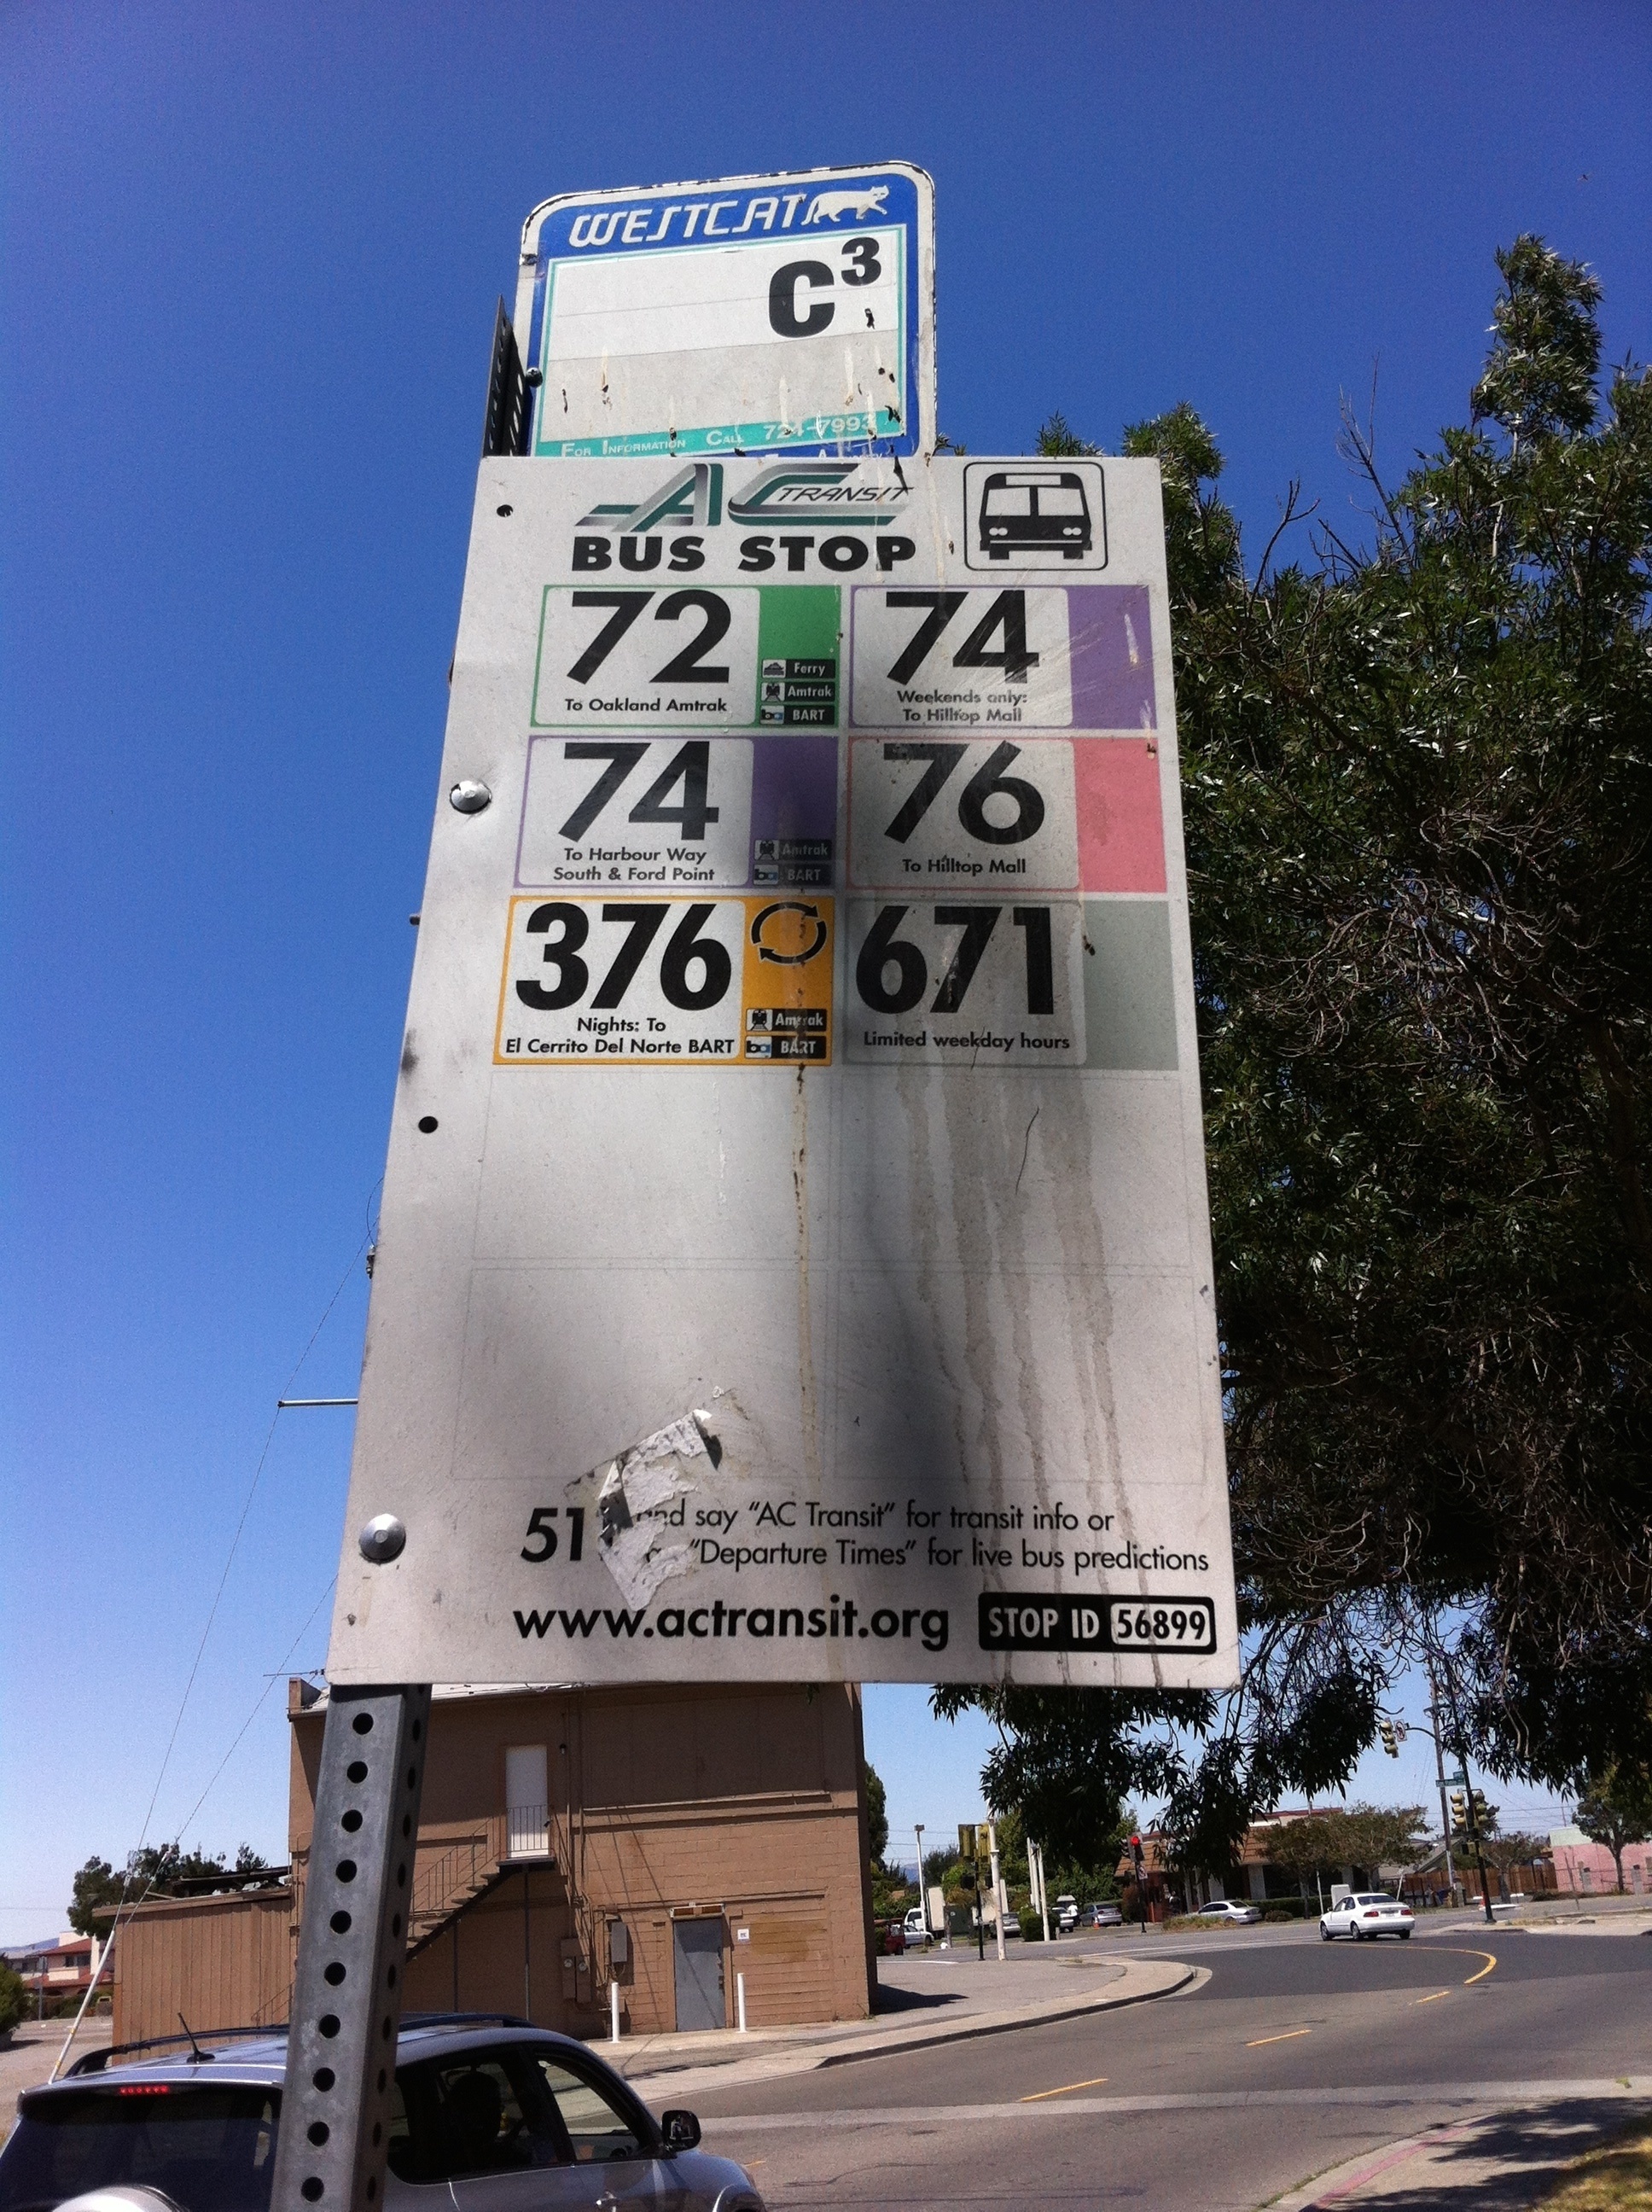 WESTCAT
C3
FOR INFORMATION CALL 724-7993
AC TRANSIT
BUS STOP
72
To Oakland Amtrak
Ferry
Amtrak
BART
74
Weekends only:
To Hilltop Mall
74
To Harbour Way
South & Ford Point
Amtrak
BART
76
To Hilltop Mall
376
Nights: To
El Cerrito Del Norte BART
Amtrak
BART
671
Limited weekday hours
51 and say "AC Transit" for transit info or
"Departure Times" for live bus predictions
www.actransit.org
STOP ID 56899